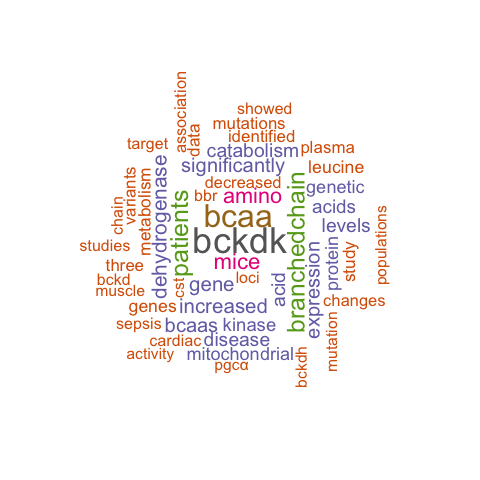 showed
mutations
identified
association
data
target
catabolism
plasma
significantly
leucine
decreased
genetic
bbr
amino
branchedchain
acids
bcaa
levels
populations
chain
variants
metabolism
dehydrogenase
patients
bckdk
studies
three
mice
expression
protein
study
bckd
muscle
cst
gene
loci
acid
changes
genes
increased
sepsis
bcaas
kinase
mutation
cardiac
disease
activity
mitochondrial
pgcα
bckdh